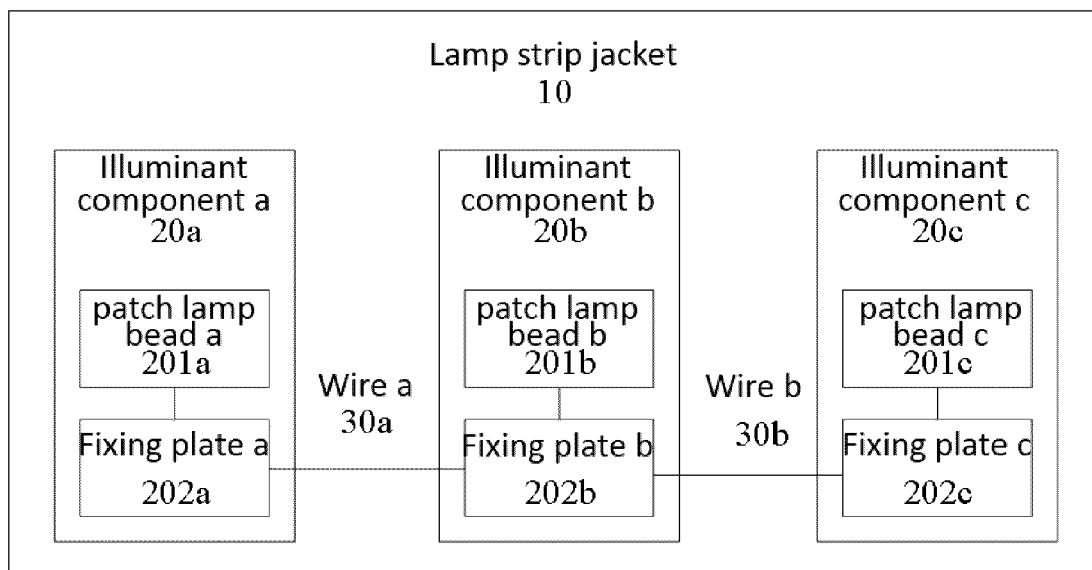 Lamp strip jacket
10
Illuminant
component a
20a
patch lamp
bead a
201a
Fixing plate a
202a
Wire a
30a
Illuminant
component b
20b
patch lamp
bead b
201b
Fixing plate b
202b
Wire b
30b
Illuminant
component c
20c
patch lamp
bead c
201c
Fixing plate c
202c